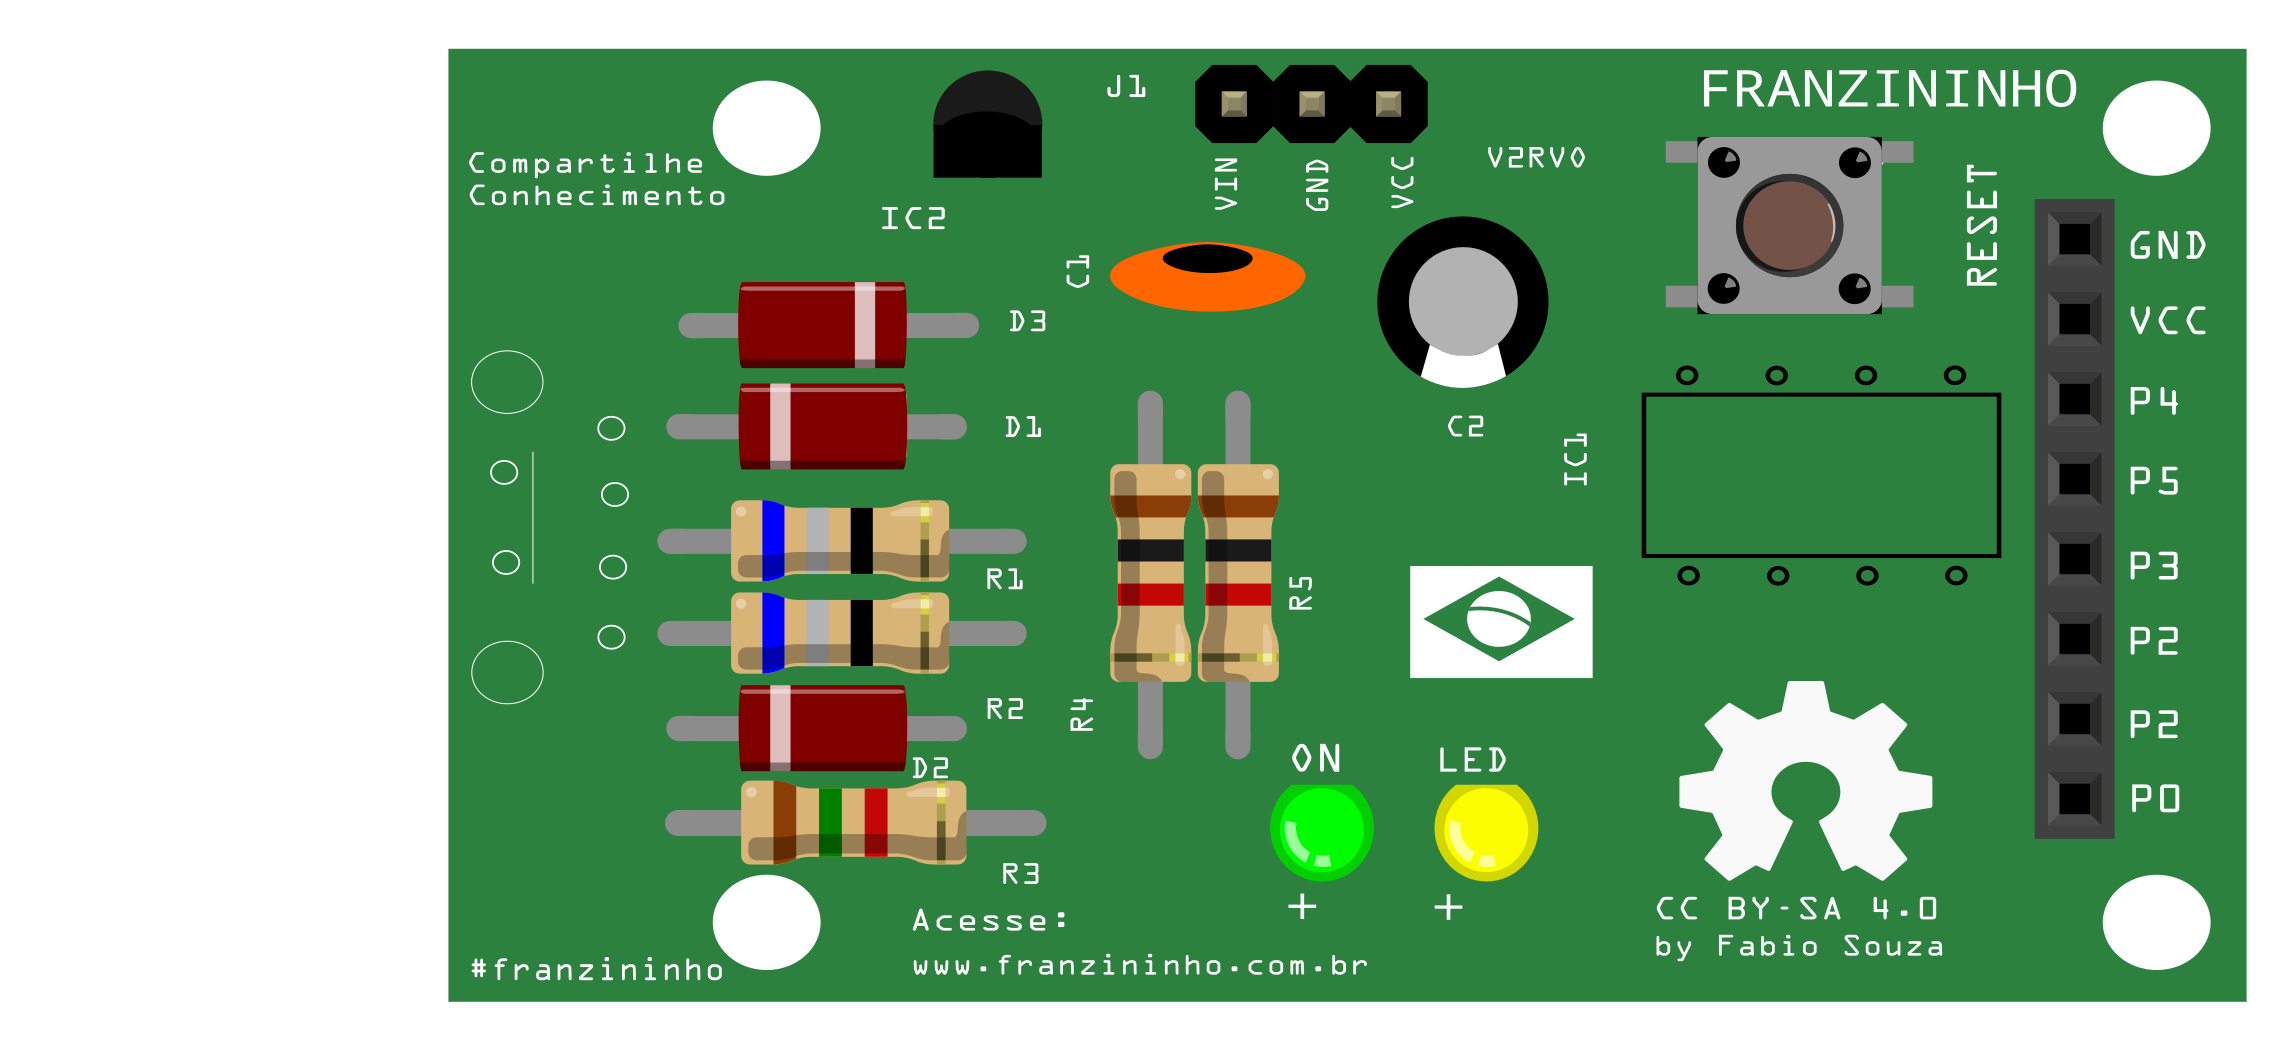 FRANZININHO
J1
Compartilhe
Conhecimento
IC2
VIN
GND
VCC
V2RV0
RESET
GND
VCC
P4
P5
P3
P2
P2
P0
C1
D3
D1
C2
IC1
R1
R5
R2
R4
D2
ON
LED
R3
+
+
Acesse:
www.franzininho.com.br
#franzininho
CC BY-SA 4.0
by Fabio Souza